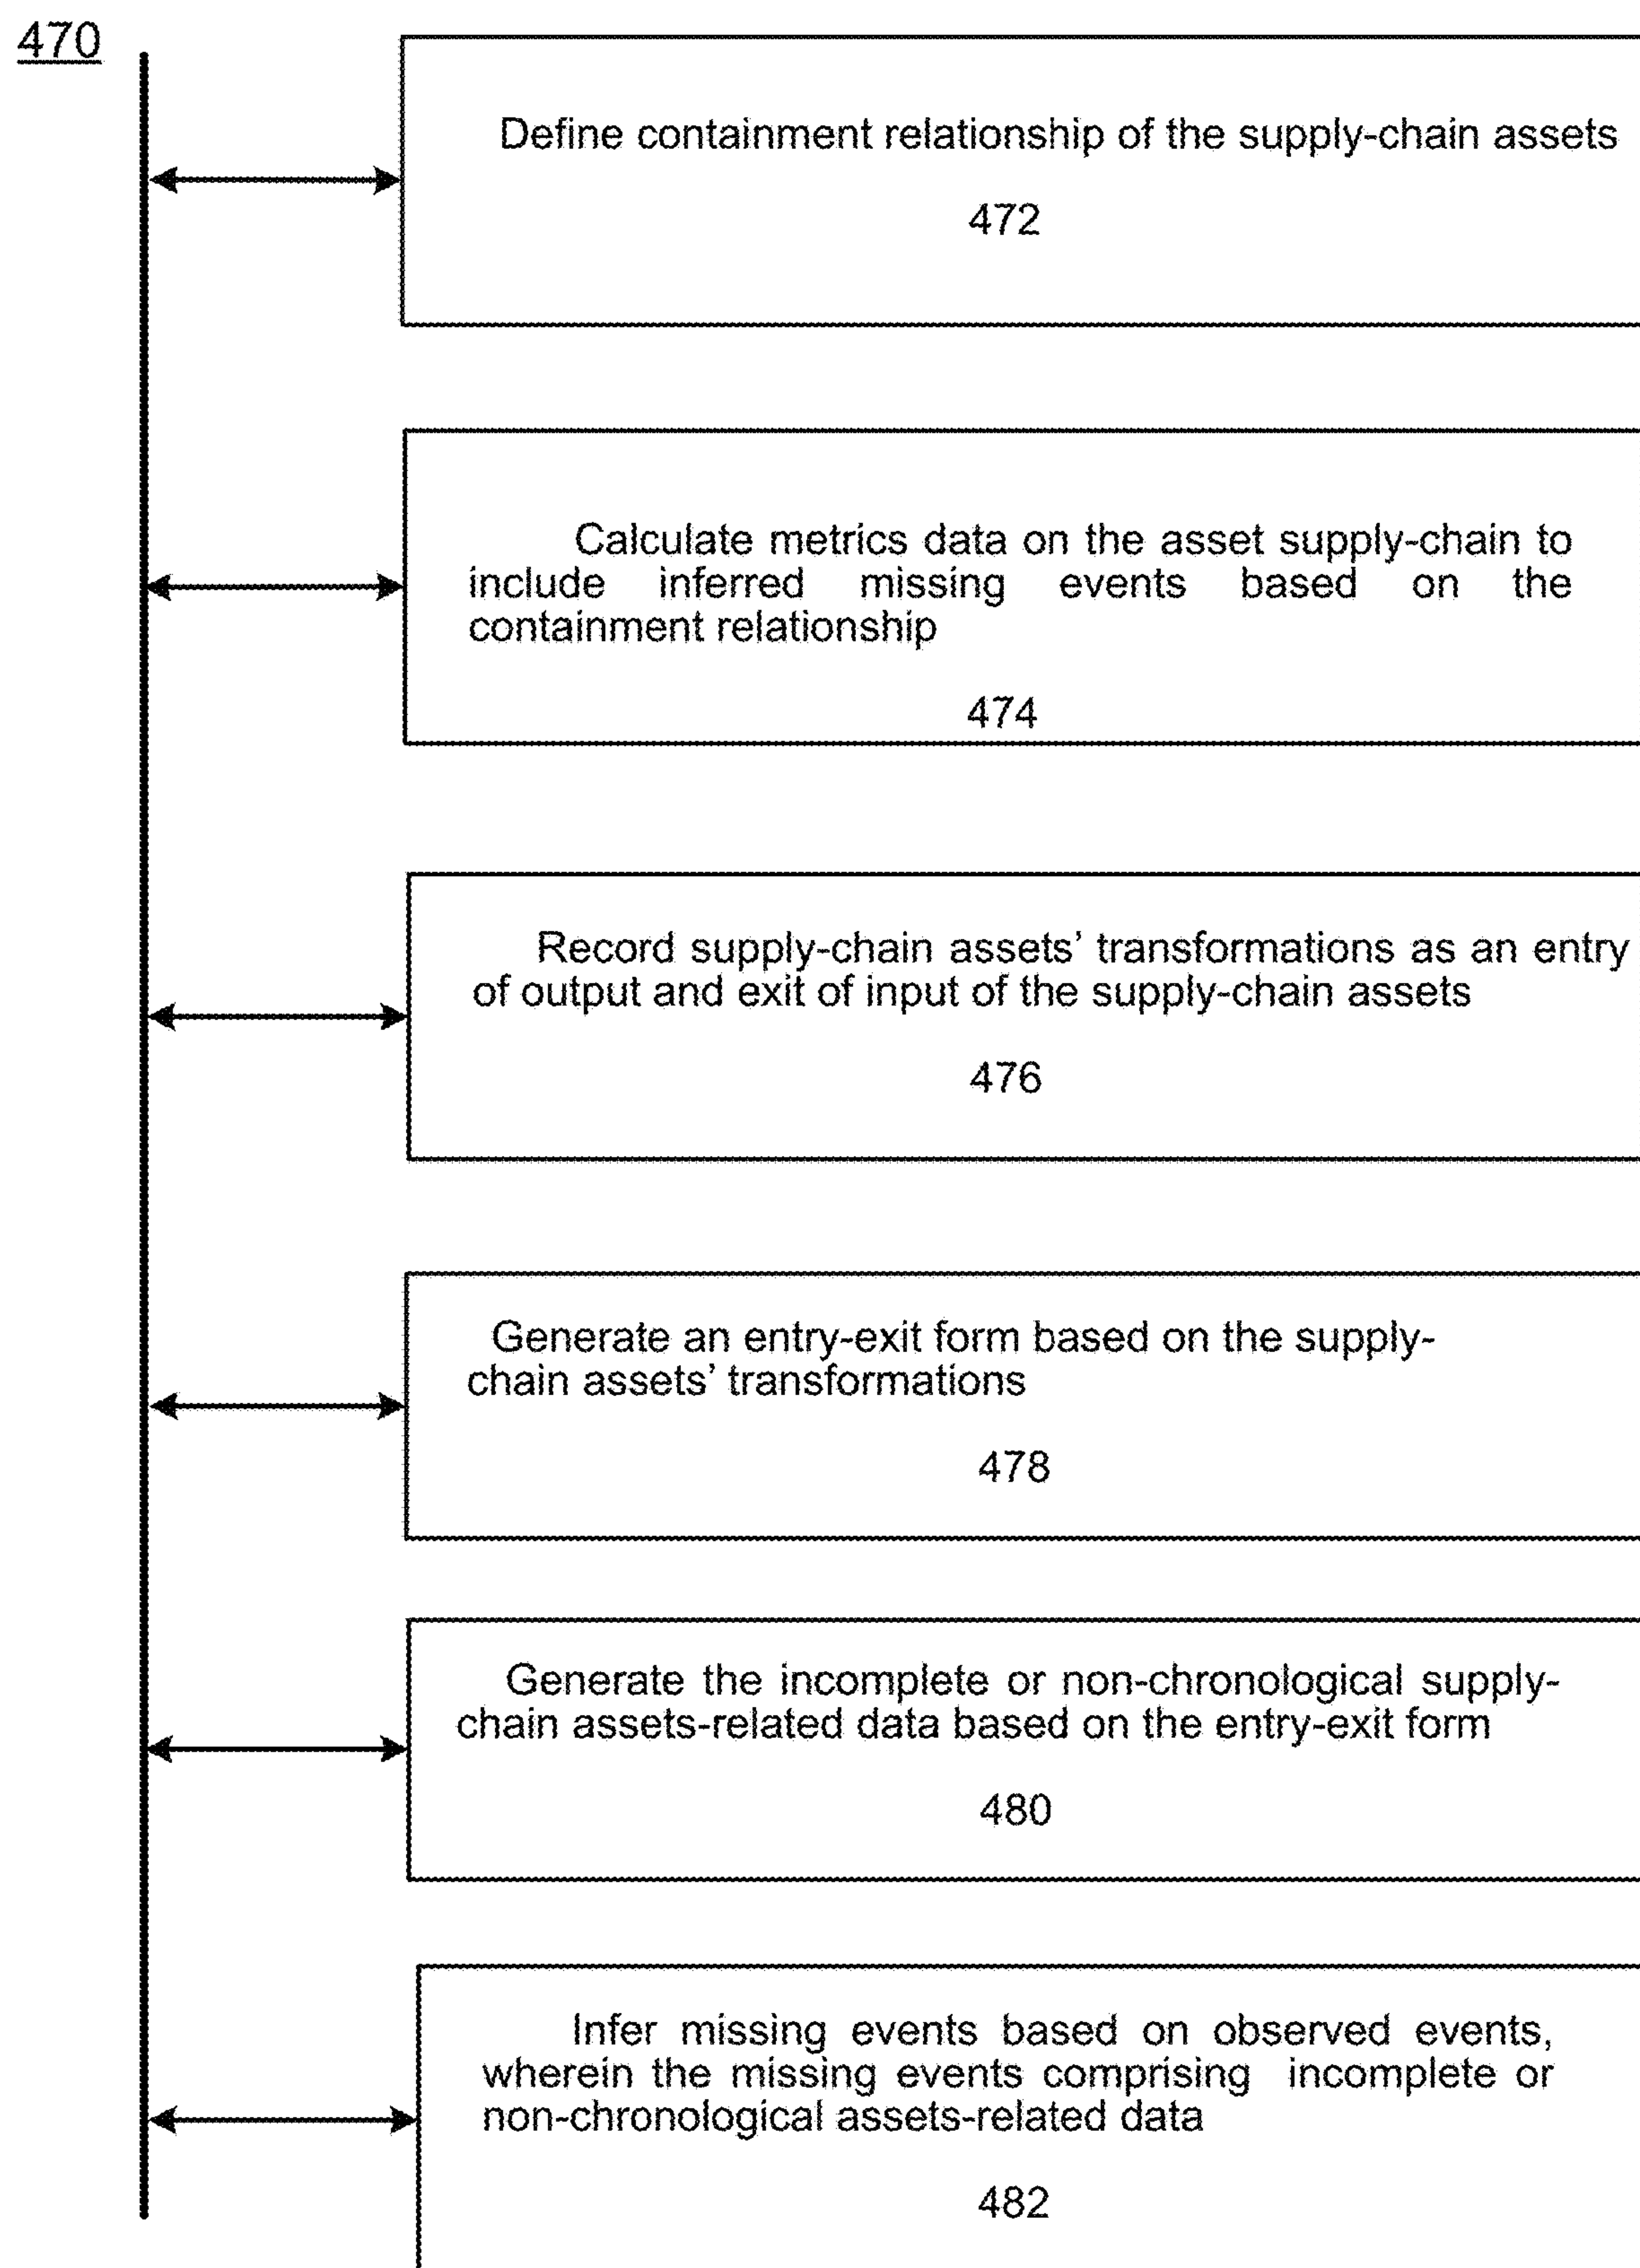 470
Define containment relationship of the supply-chain assets
472
Calculate metrics data on the asset supply-chain to
include inferred missing events based on the
containment relationship
474
Record supply-chain assets’ transformations as an entry
of output and exit of input of the supply-chain assets
476
Generate an entry-exit form based on the supply-
chain assets’ transformations
478
Generate the incomplete or non-chronological supply-
chain assets-related data based on the entry-exit form
480
Infer missing events based on observed events,
wherein the missing events comprising incomplete or
non-chronological assets-related data
482